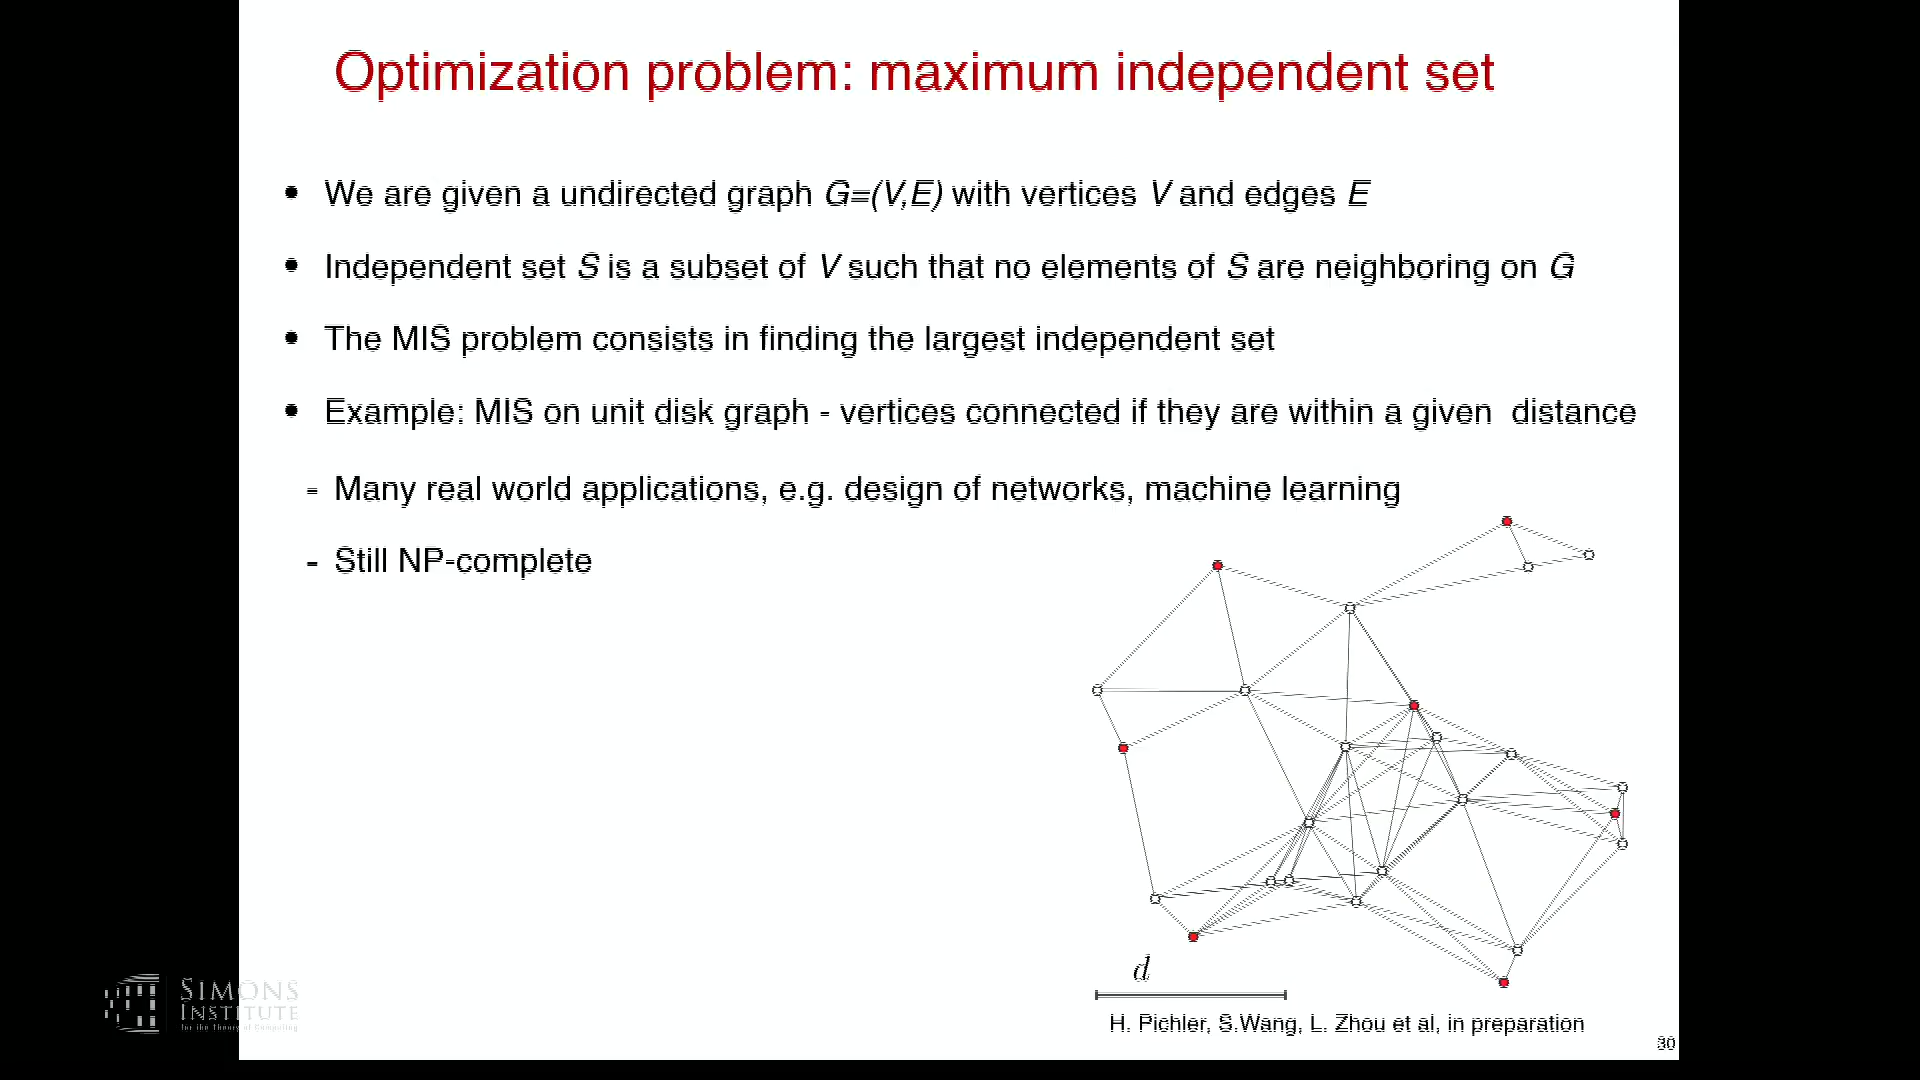 Optimization problem: maximum independent set
• We are given a undirected graph G=(V,E) with vertices V and edges E
• Independent set S is a subset of V such that no elements of S are neighboring on G
• The MIS problem consists in finding the largest independent set
• Example: MIS on unit disk graph - vertices connected if they are within a given distance
- Many real world applications, e.g. design of networks, machine learning
- Still NP-complete
d
SIMONS
INSTITUTE
for the Theory of Computing
H. Pichler, S.Wang, L. Zhou et al, in preparation
30